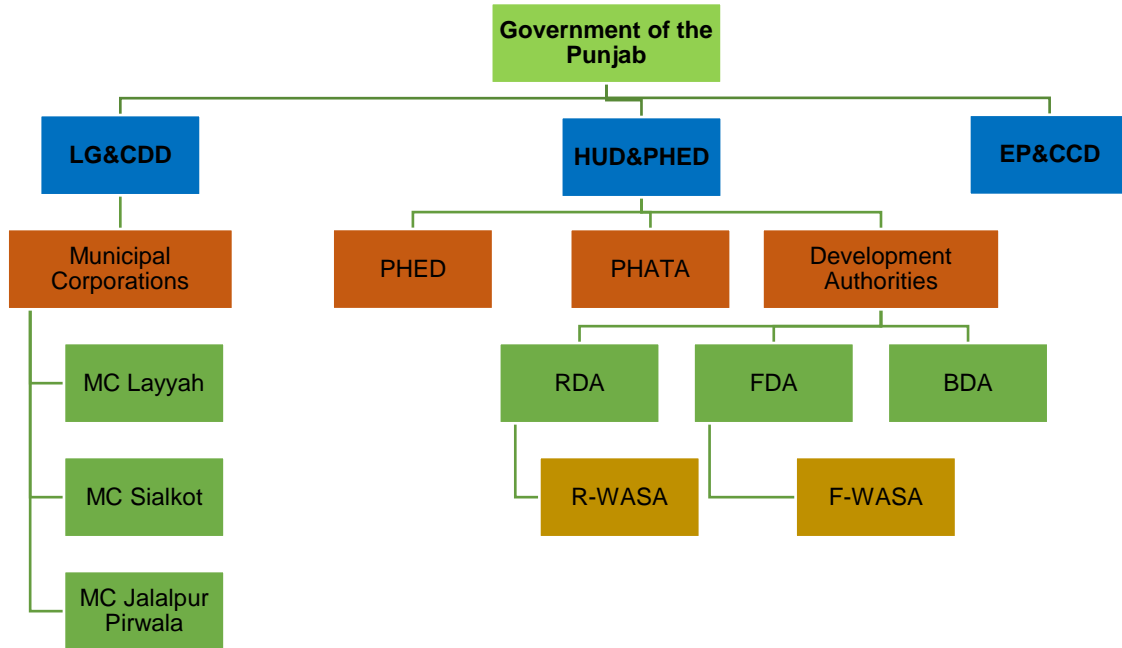 Government of the
Punjab
LG&CDD
HUD&PHED
EP&CCD
Municipal
Corporations
PHED
PHATA
Development
Authorities
MC Layyah
RDA
FDA
BDA
MC Sialkot
R-WASA
F-WASA
MC Jalalpur
Pirwala